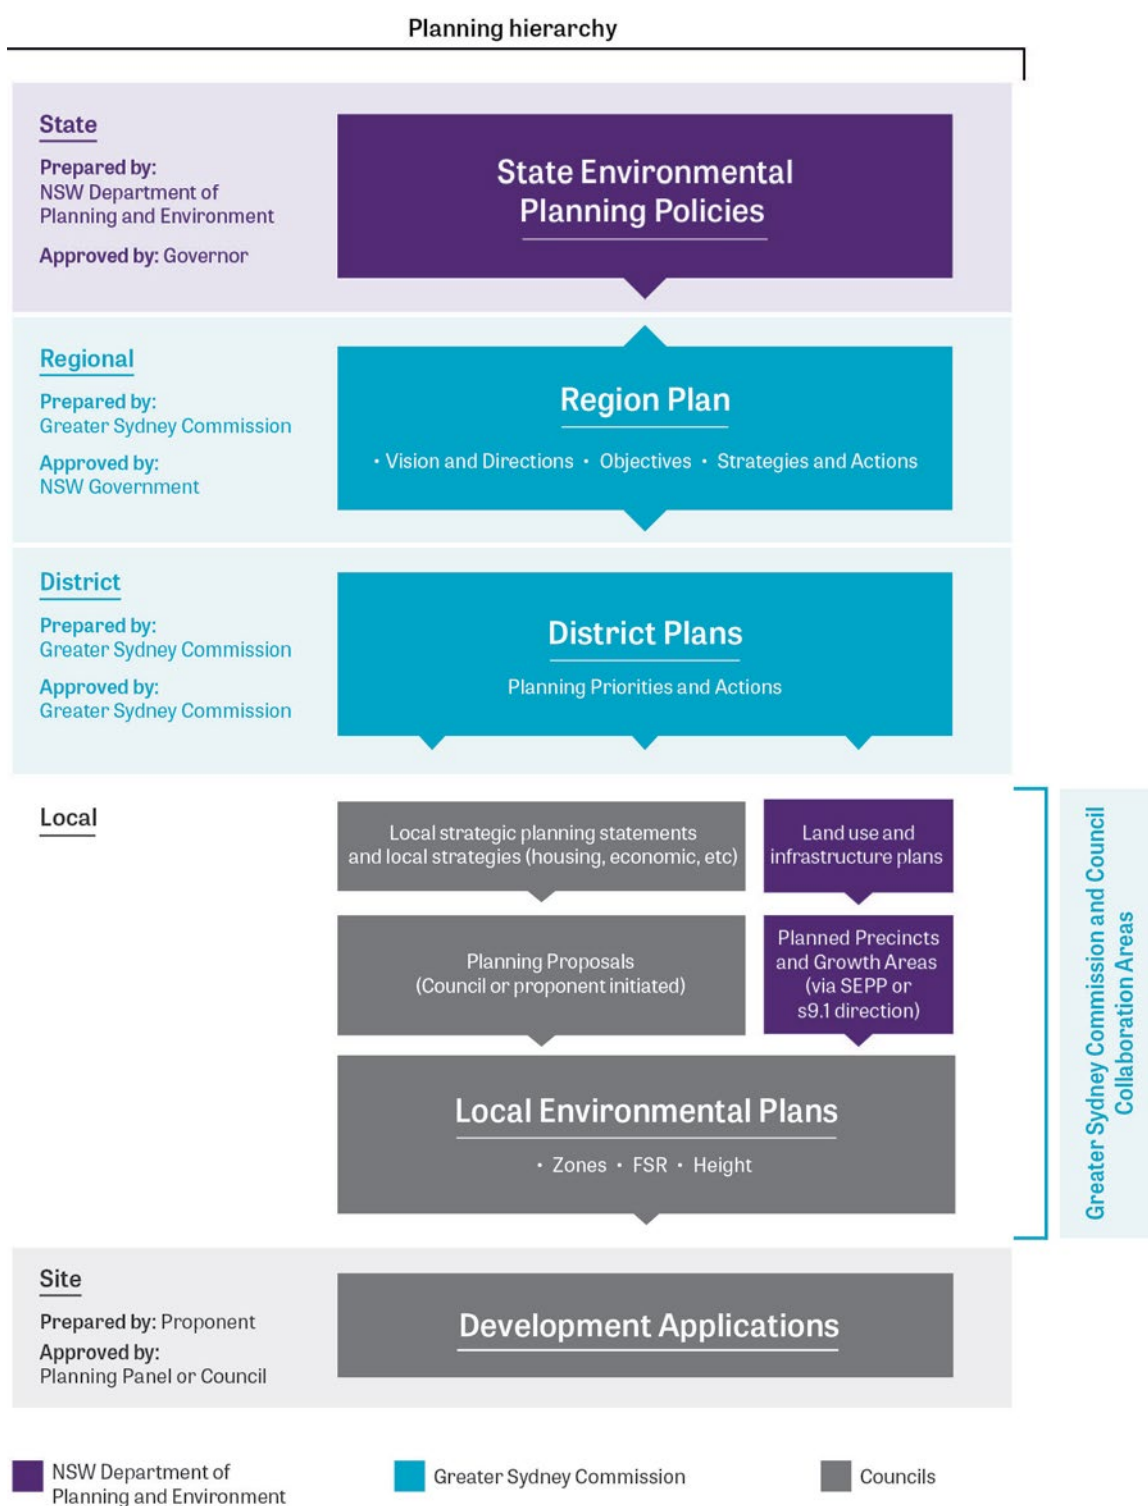 Planning hierarchy
State
Prepared by:
NSW Department of
Planning and Environment
Approved by: Governor
State Environmental
Planning Policies
Regional
Prepared by:
Greater Sydney Commission
Approved by:
NSW Government
Region Plan
• Vision and Directions • Objectives • Strategies and Actions
District
Prepared by:
Greater Sydney Commission
Approved by:
Greater Sydney Commission
District Plans
Planning Priorities and Actions
Local
Local strategic planning statements
and local strategies (housing, economic, etc)
Land use and
infrastructure plans
Planning Proposals
(Council or proponent initiated)
Planned Precincts
and Growth Areas
(via SEPP or
s9.1 direction)
Local Environmental Plans
• Zones • FSR • Height
Greater Sydney Commission and Council
Collaboration Areas
Site
Prepared by: Proponent
Approved by:
Planning Panel or Council
Development Applications
NSW Department of
Planning and Environment
Greater Sydney Commission
Councils